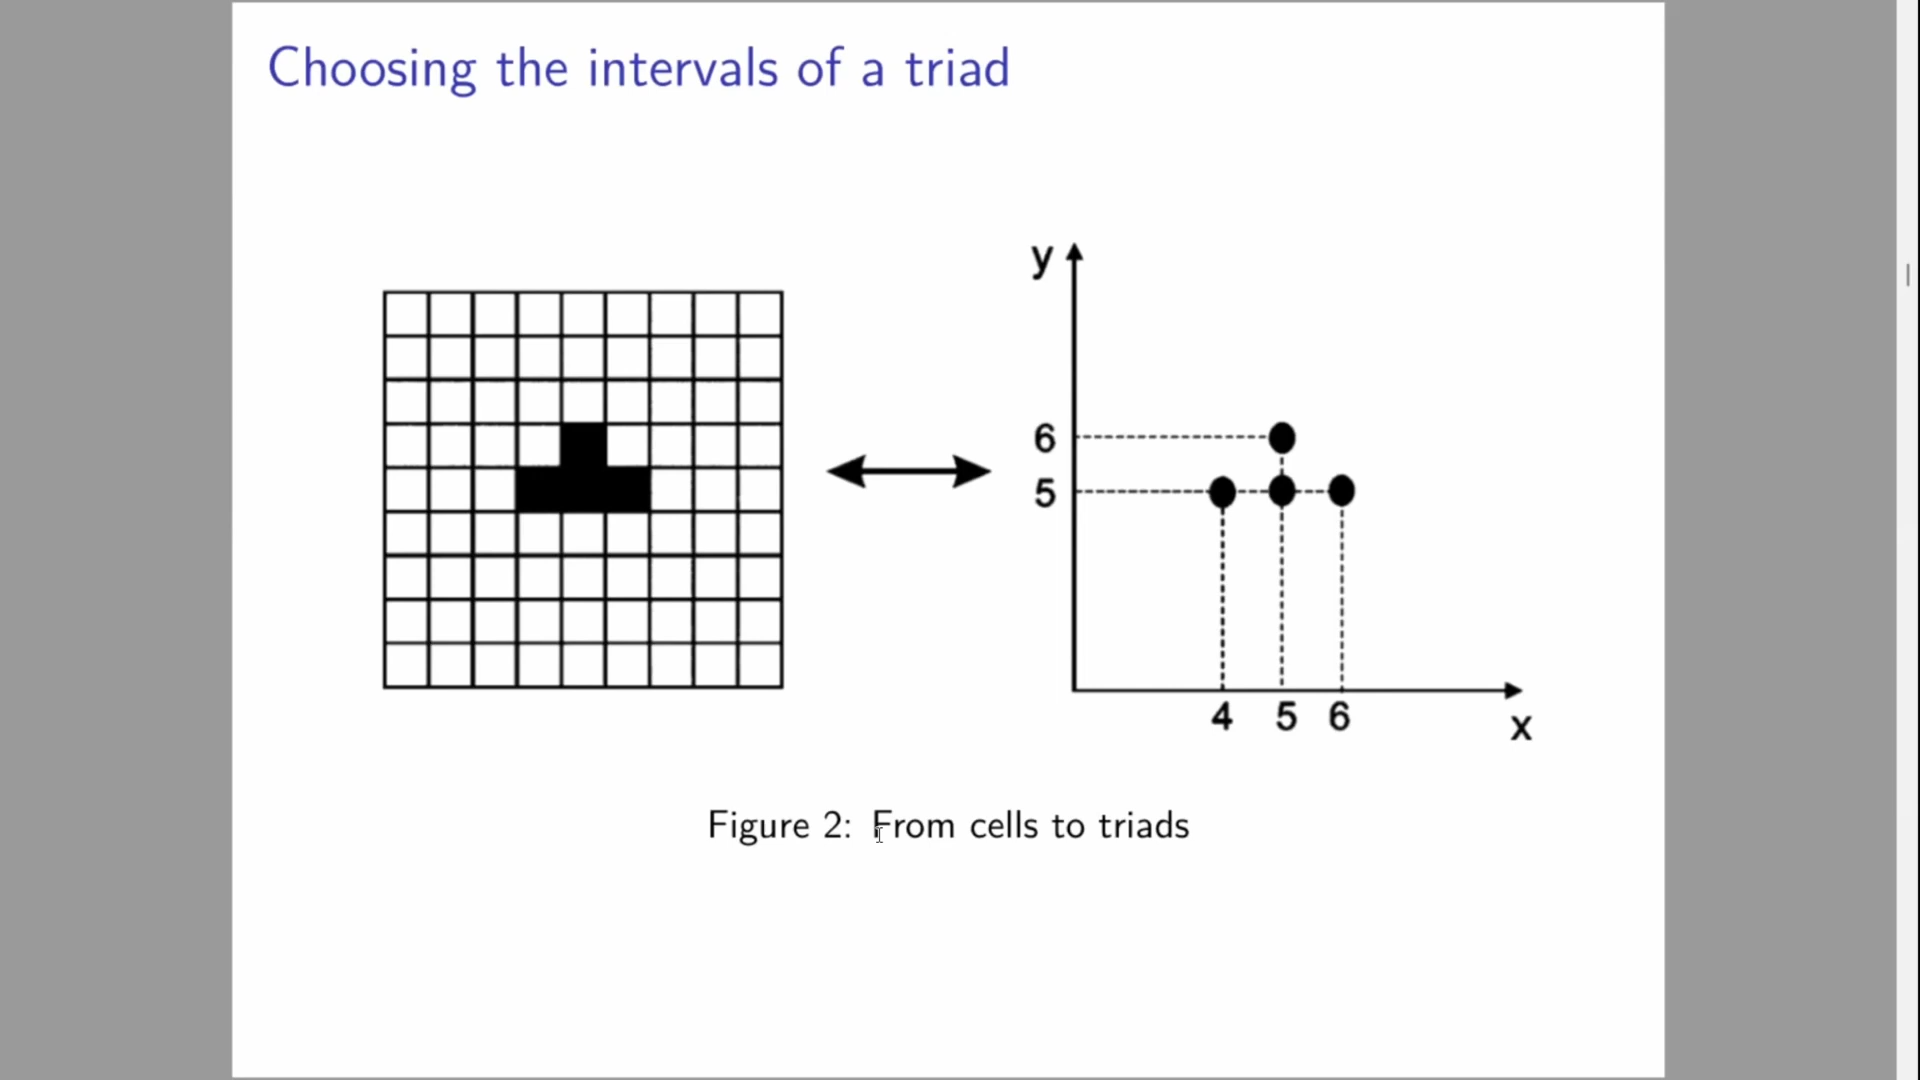 Choosing the intervals of a triad
y
6
5
4 5 6
x
Figure 2: From cells to triads